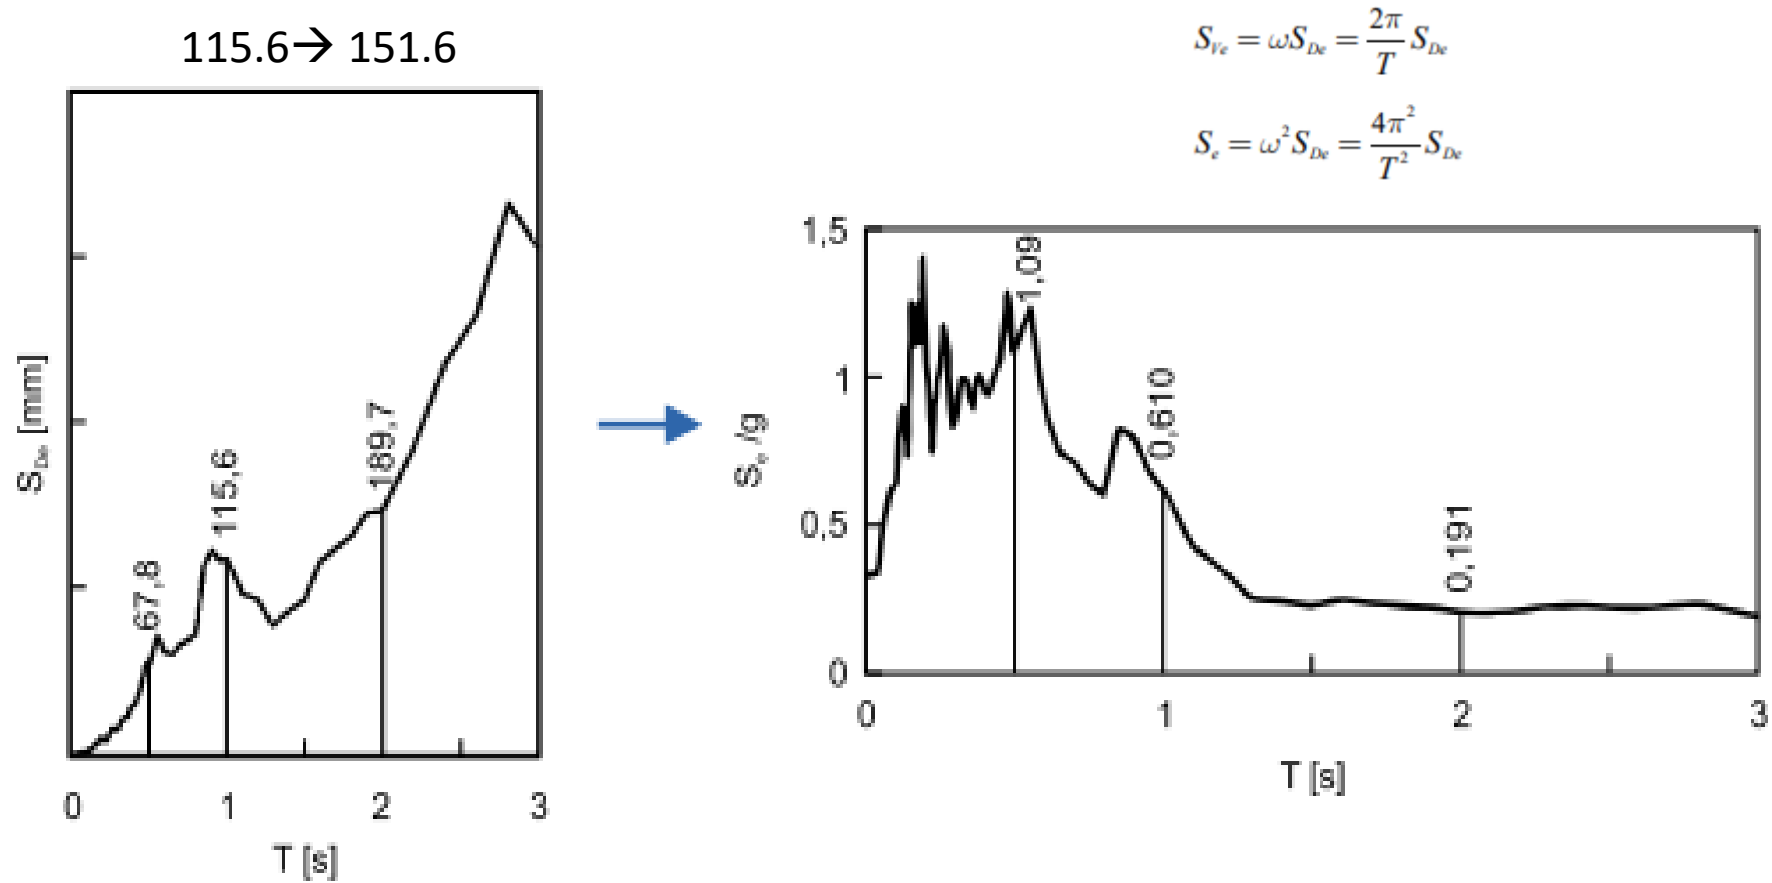 115.6→ 151.6
S_De [mm]
67,8
115,6
189,7
0 1 2 3
T [s]
S_Ve = ωS_De = 2π/T S_De
S_e = ω²S_De = 4π²/T² S_De
S_e /g
1,5
1
0,5
0
1,09
0,610
0,191
0 1 2 3
T [s]